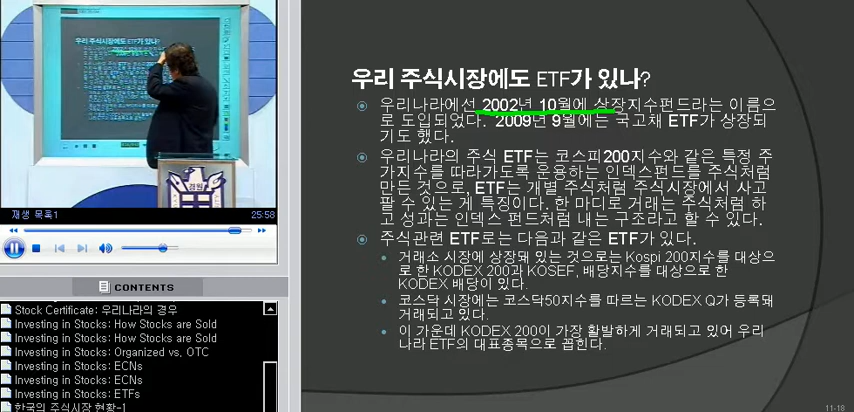 우리 주식시장에도 ETF가 있나?
재생 목록1
25:58
CONTENTS
Stock Certificate: 우리나라의 경우
Investing in Stocks: How Stocks are Sold
Investing in Stocks: How Stocks are Sold
Investing in Stocks: Organized vs, OTC
Investing in Stocks: ECNs
Investing in Stocks: ECNs
Investing in Stocks: ETFs
한국의 주식시장 현황-1
우리 주식시장에도 ETF가 있나?
우리나라에선 2002년 10월에 상장지수펀드라는 이름으
로 도입되었다. 2009년 9월에는 국고채 ETF가 상장되
기도 했다.
우리나라의 주식 ETF는 코스피200지수와 같은 특정 주
가지수를 따라가도록 운용하는 인덱스펀드를 주식처럼
만든 것으로, ETF는 개별 주식처럼 주식시장에서 사고
팔 수 있는 게 특징이다. 한 마디로 거래는 주식처럼 하
고 성과는 인덱스 펀드처럼 내는 구조라고 할 수 있다.
주식관련 ETF로는 다음과 같은 ETF가 있다.
거래소 시장에 상장돼 있는 것으로는 Kospi 200지수를 대상으
로 한 KODEX 200과 KOSEF, 배당지수를 대상으로 한
KODEX 배당이 있다.
코스닥 시장에는 코스닥50지수를 따르는 KODEX Q가 등록돼
거래되고 있다.
이 가운데 KODEX 200이 가장 활발하게 거래되고 있어 우리
나라 ETF의 대표종목으로 꼽힌다.
11-18